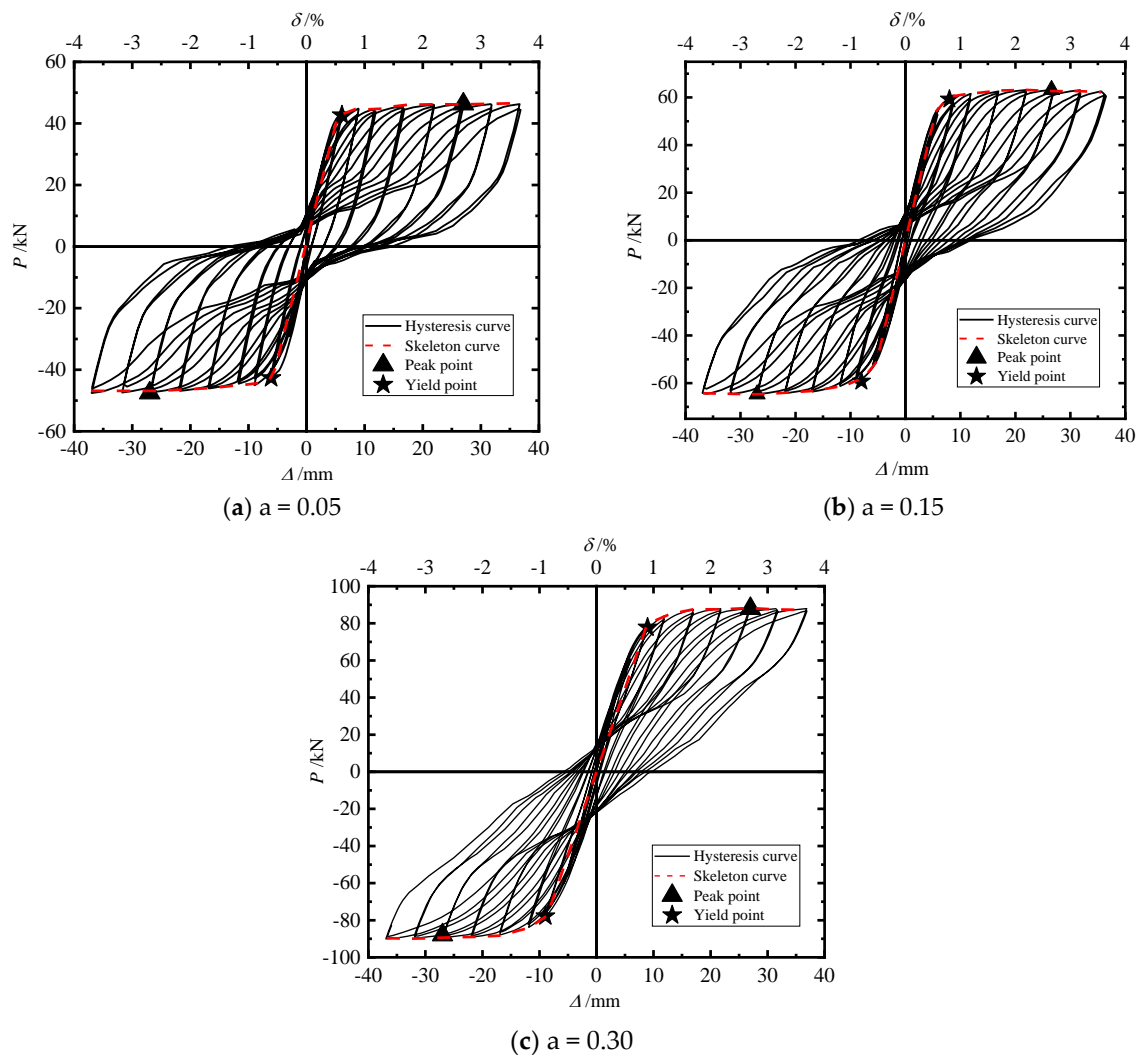 δ/%
-4 -3 -2 -1 0 1 2 3 4
60
40
20
0
-20
-40
-60
P /kN
Hysteresis curve
Skeleton curve
Peak point
Yield point
-40 -30 -20 -10 0 10 20 30 40
Δ /mm
(a) a = 0.05
δ/%
-4 -3 -2 -1 0 1 2 3 4
60
40
20
0
-20
-40
-60
P /kN
Hysteresis curve
Skeleton curve
Peak point
Yield point
-40 -30 -20 -10 0 10 20 30 40
Δ /mm
(b) a = 0.15
δ/%
-4 -3 -2 -1 0 1 2 3 4
100
80
60
40
20
0
-20
-40
-60
-80
-100
P /kN
Hysteresis curve
Skeleton curve
Peak point
Yield point
-40 -30 -20 -10 0 10 20 30 40
Δ /mm
(c) a = 0.30